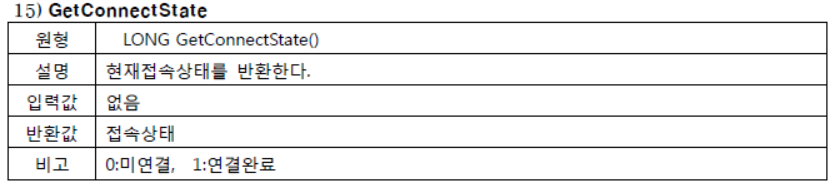 15) GetConnectState
원형 LONG GetConnectState()
설명 현재접속상태를 반환한다.
입력값 없음
반환값 접속상태
비고 0:미연결, 1:연결완료